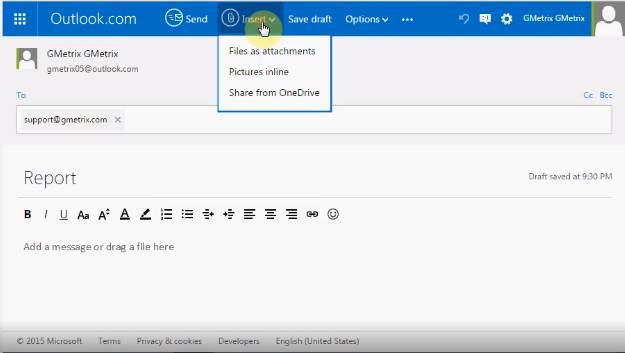 Outlook.com Send Insert Save draft Options ••• GMetrix GMetrix
Files as attachments
Pictures inline
Share from OneDrive
GMetrix GMetrix
gmetrix05@outlook.com
To Cc Bcc
support@gmetrix.com ×
Report Draft saved at 9:30 PM
B I U Aa A A
Add a message or drag a file here
© 2015 Microsoft Terms Privacy & cookies Developers English (United States)